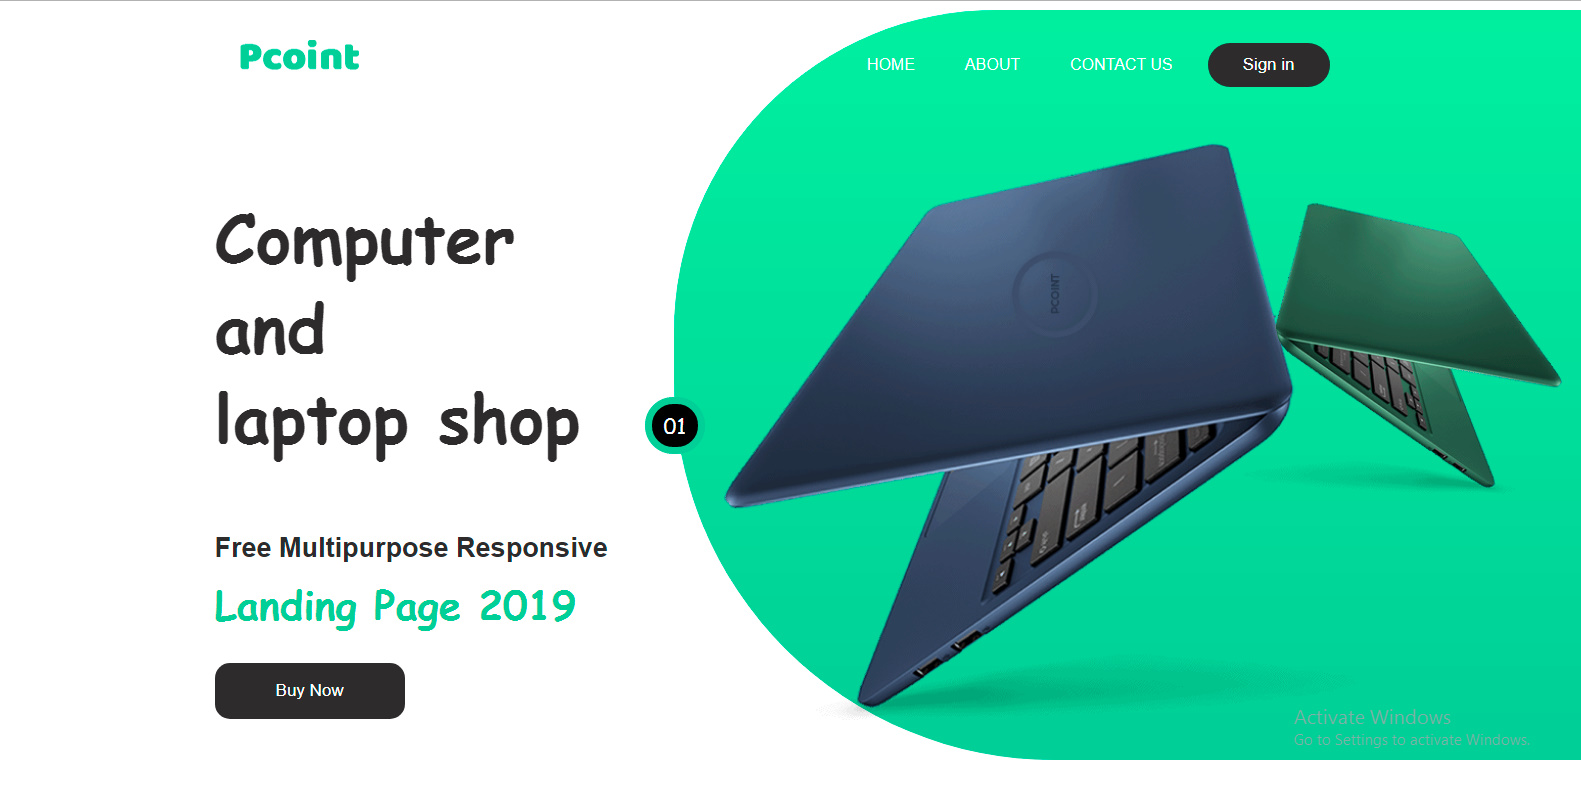 Pcoint
HOME
ABOUT
CONTACT US
Sign in
Computer
and
laptop shop
01
PCOINT
Free Multipurpose Responsive
Landing Page 2019
Buy Now
Activate Windows
Go to Settings to activate Windows.